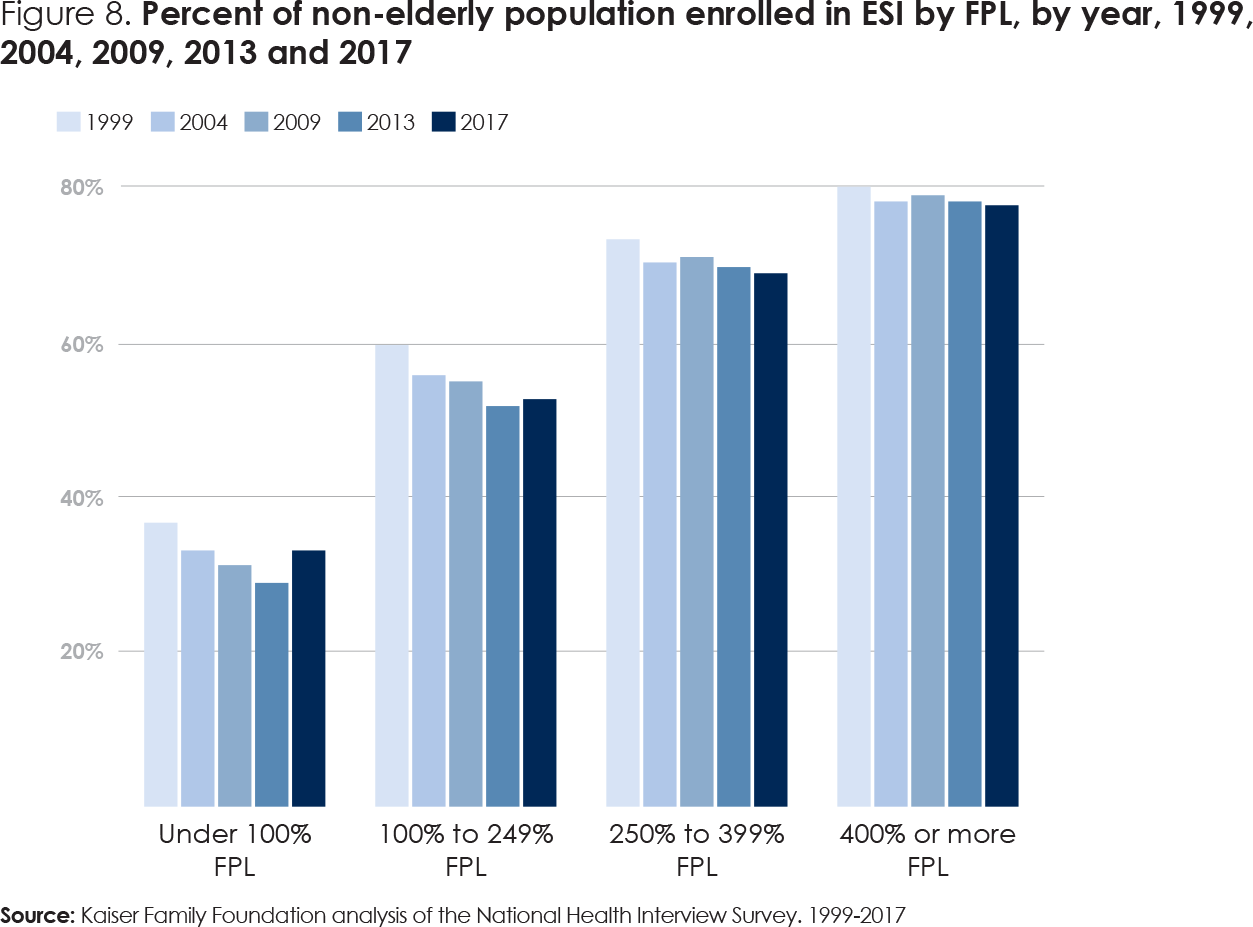 Figure 8. Percent of non-elderly population enrolled in ESI by FPL, by year, 1999,
2004, 2009, 2013 and 2017
1999 2004 2009 2013 2017
80%
60%
40%
20%
Under 100% 100% to 249% 250% to 399% 400% or more
FPL FPL FPL FPL
Source: Kaiser Family Foundation analysis of the National Health Interview Survey. 1999-2017